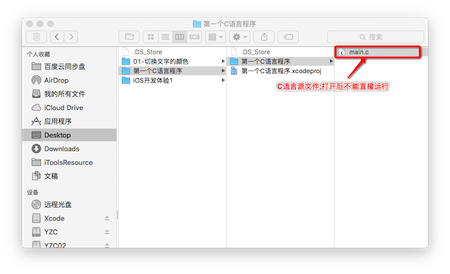 第一个C语言程序
搜索
个人收藏
百度云同步盘
AirDrop
我的所有文件
iCloud Drive
应用程序
Desktop
Downloads
iToolsResource
文稿
设备
远程光盘
Xcode
YZC
YZC02
.DS_Store
01-切换文字的颜色
第一个C语言程序
iOS开发体验1
.DS_Store
第一个C语言程序
第一个C语言程序.xcodeproj
main.c
C语言源文件;打开后不能直接运行